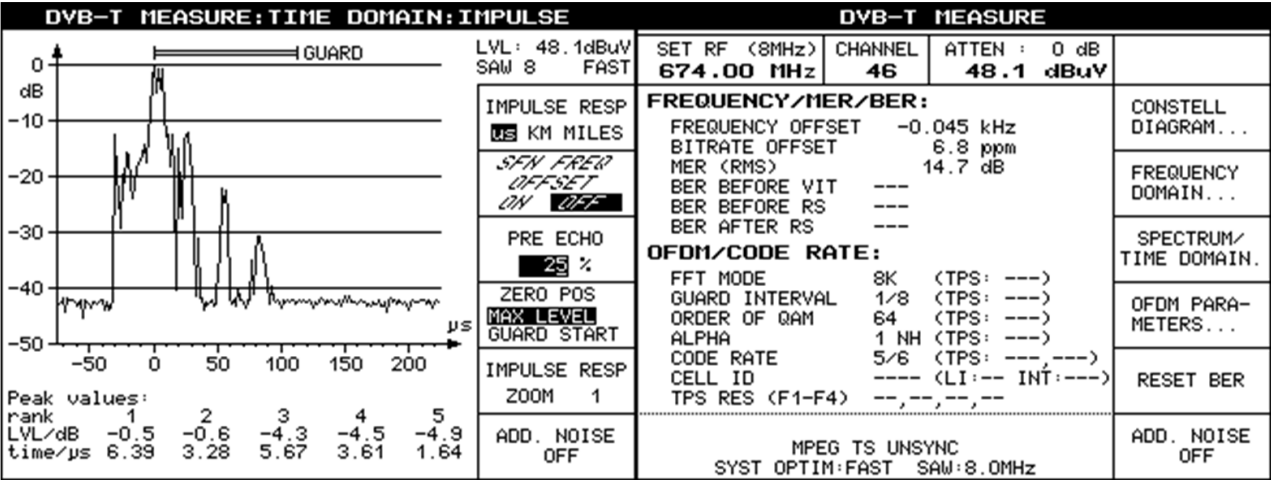 DVB-T MEASURE:TIME DOMAIN:IMPULSE
GUARD
LVL: 48.1dBuV
SAW 8 FAST
0
dB
-10
-20
-30
-40
-50
-50 0 50 100 150 200
µs
IMPULSE RESP
us KM MILES
SFN FREQ
OFFSET
ON OFF
PRE ECHO
25 %
ZERO POS
MAX LEVEL
GUARD START
IMPULSE RESP
ZOOM 1
ADD. NOISE
OFF
Peak values:
rank 1 2 3 4 5
LVL/dB -0.5 -0.6 -4.3 -4.5 -4.9
time/µs 6.39 3.28 5.67 3.61 1.64
DVB-T MEASURE
SET RF (8MHz) CHANNEL ATTEN : 0 dB
674.00 MHz 46 48.1 dBuV
FREQUENCY/MER/BER:
FREQUENCY OFFSET -0.045 kHz
BITRATE OFFSET 6.8 ppm
MER (RMS) 14.7 dB
BER BEFORE VIT ---
BER BEFORE RS ---
BER AFTER RS ---
OFDM/CODE RATE:
FFT MODE 8K (TPS: ---)
GUARD INTERVAL 1/8 (TPS: ---)
ORDER OF QAM 64 (TPS: ---)
ALPHA 1 NH (TPS: ---)
CODE RATE 5/6 (TPS: ---,---)
CELL ID ---- (LI:-- INT:---)
TPS RES (F1-F4) --,--,--,--
MPEG TS UNSYNC
SYST OPTIM:FAST SAW:8.0MHz
CONSTELL
DIAGRAM...
FREQUENCY
DOMAIN...
SPECTRUM/
TIME DOMAIN.
OFDM PARA-
METERS...
RESET BER
ADD. NOISE
OFF